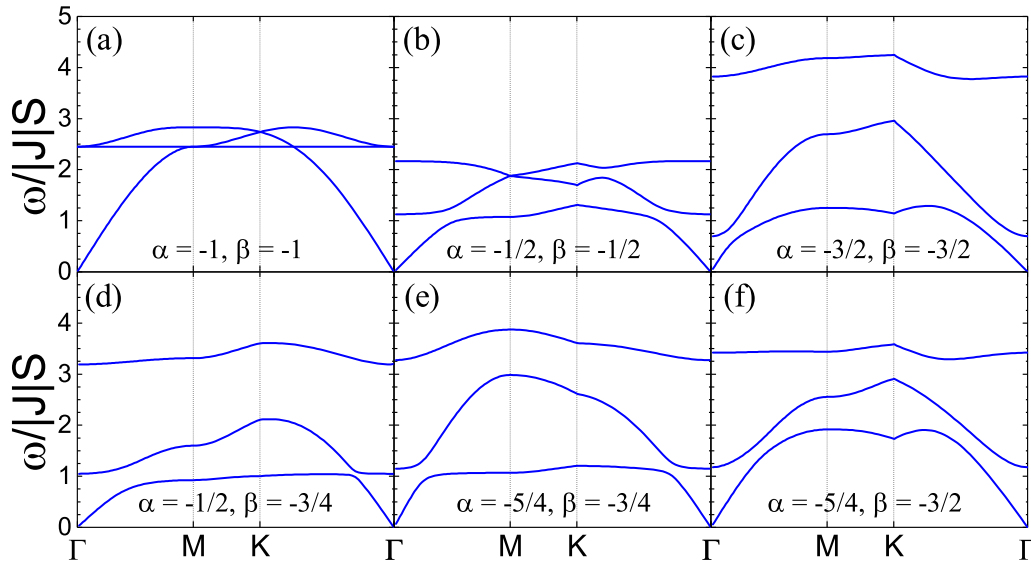 5
(a)
(b)
(c)
4
3
2
1
0
ω/|J|S
α = -1, β = -1
α = -1/2, β = -1/2
α = -3/2, β = -3/2
(d)
(e)
(f)
4
3
2
1
0
ω/|J|S
α = -1/2, β = -3/4
α = -5/4, β = -3/4
α = -5/4, β = -3/2
Γ M K Γ M K Γ M K Γ